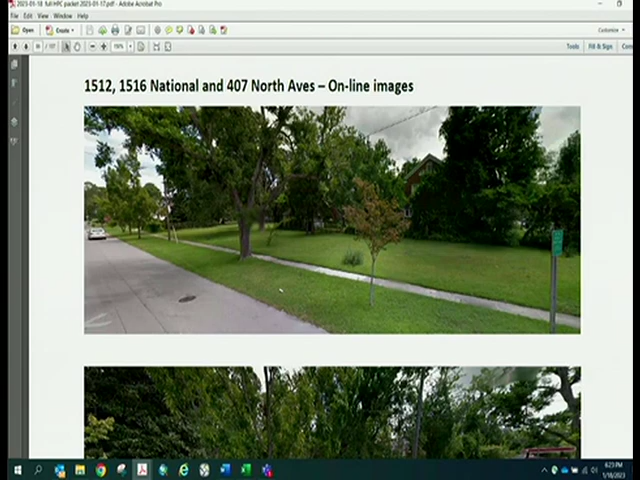 2023-01-18 full HPC packet 2023-01-17.pdf - Adobe Acrobat Pro
File Edit View Window Help
Open Create Customize
Tools Fill & Sign
1512, 1516 National and 407 North Aves – On-line images
6:23 PM
1/18/2023